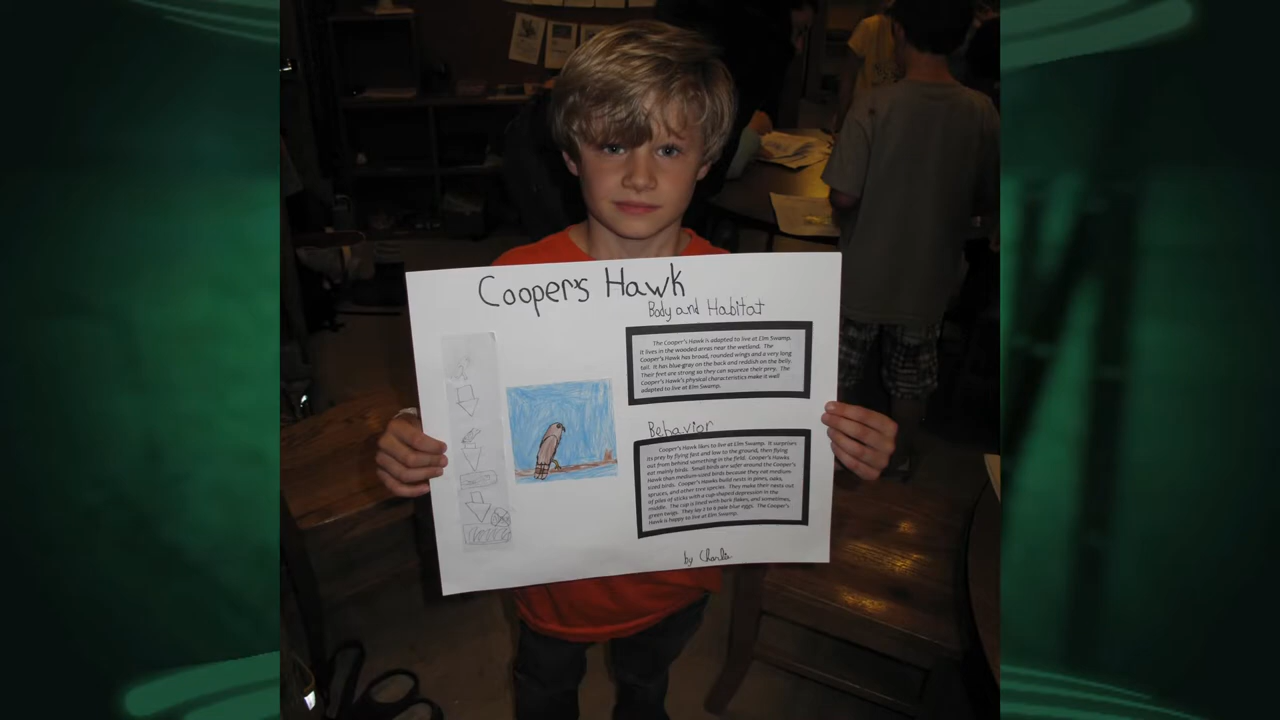 Cooper's Hawk
Body and Habitat
The Cooper's Hawk is adapted to live at Elm Swamp.
It lives in the wooded areas near the wetland. The
Cooper's Hawk has broad, rounded wings and a very long
tail. It has blue-gray on the back and reddish on the belly.
Their feet are strong so they can squeeze their prey. The
Cooper's Hawk's physical characteristics make it well
adapted to live at Elm Swamp.
Behavior
Cooper's Hawk likes to live at Elm Swamp. It surprises
its prey by flying fast and low to the ground, then flying
out from behind something in the field. Cooper's Hawks
eat mainly birds. Small birds are safer around the Cooper's
Hawk than medium-sized birds because they eat medium
sized birds. Cooper's Hawks build nests in pines, oaks,
spruces, and other tree species. They make their nests out
of piles of sticks with a cup-shaped depression in the
middle. The cup is lined with bark flakes, and sometimes,
green twigs. They lay 3 to 6 pale blue eggs. The Cooper's
Hawk is happy to live at Elm Swamp.
by Charlie